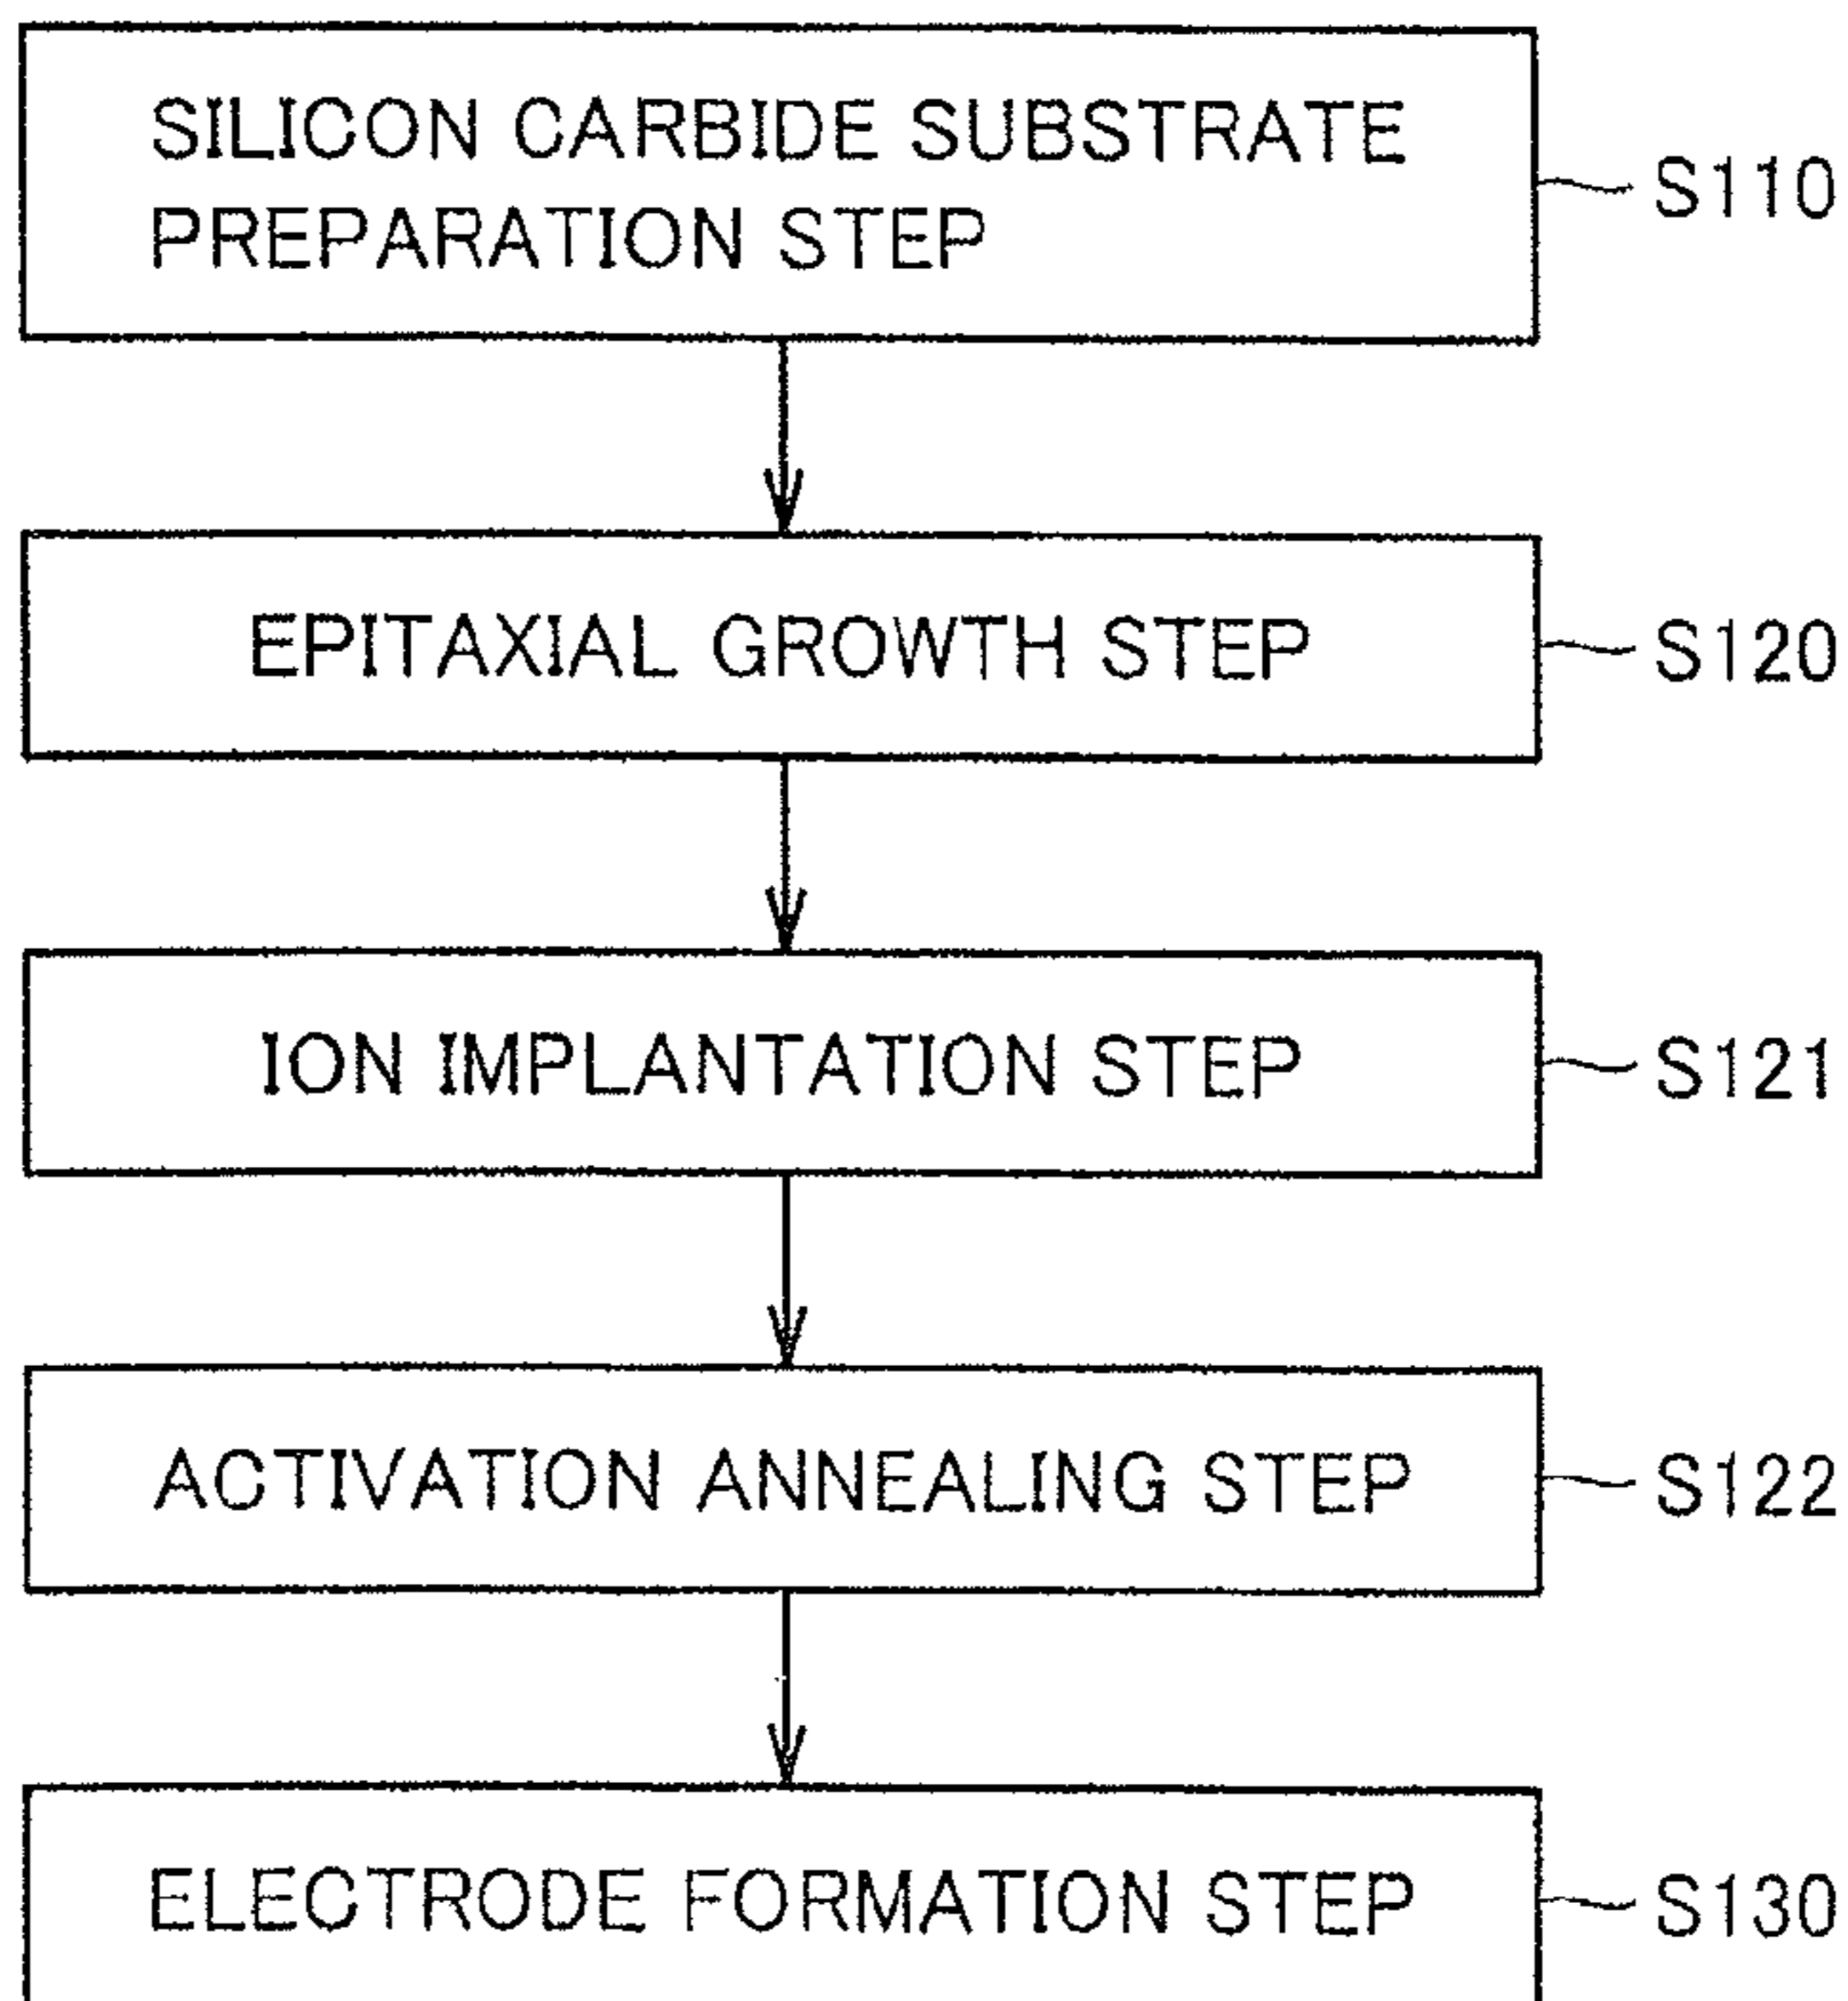 SILICON CARBIDE SUBSTRATE
PREPARATION STEP
S110
EPITAXIAL GROWTH STEP
S120
ION IMPLANTATION STEP
S121
ACTIVATION ANNEALING STEP
S122
ELECTRODE FORMATION STEP
S130